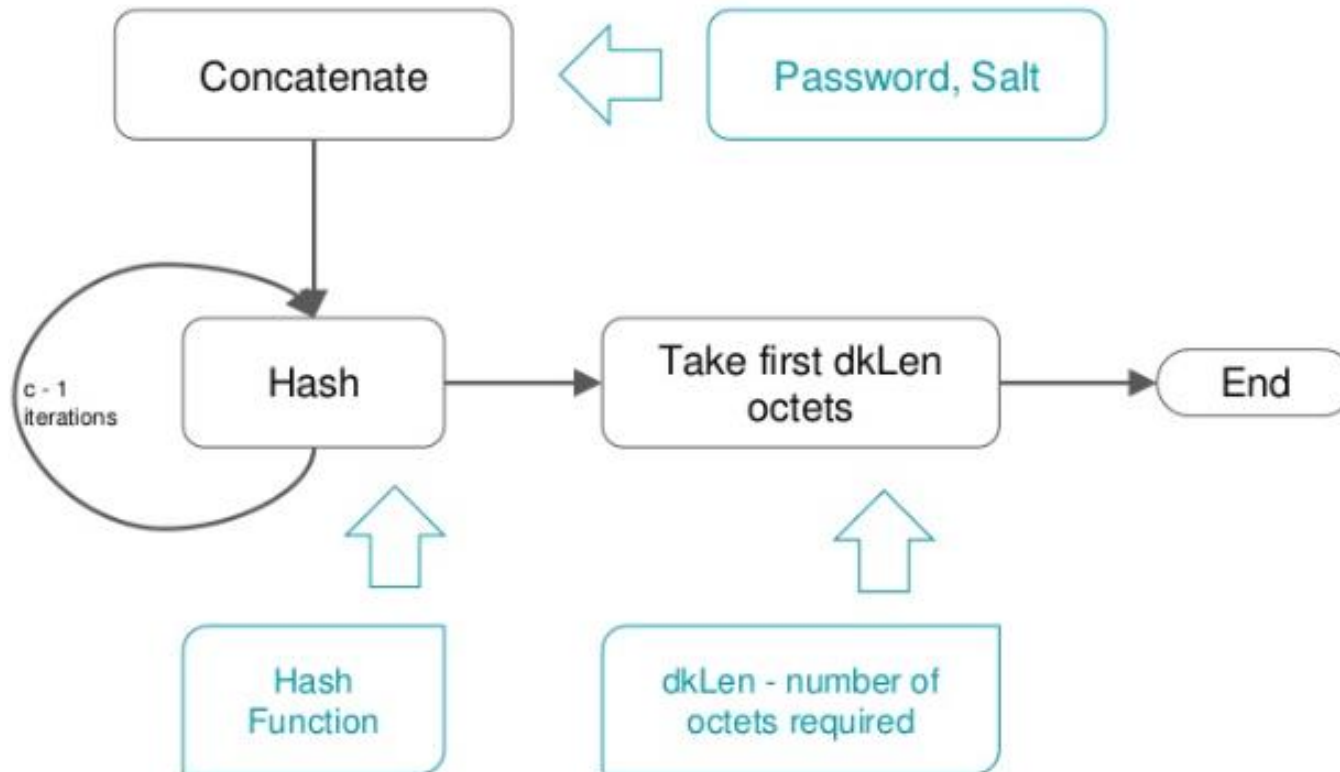 Concatenate
Password, Salt
c - 1
iterations
Hash
Take first dkLen
octets
End
Hash
Function
dkLen - number of
octets required